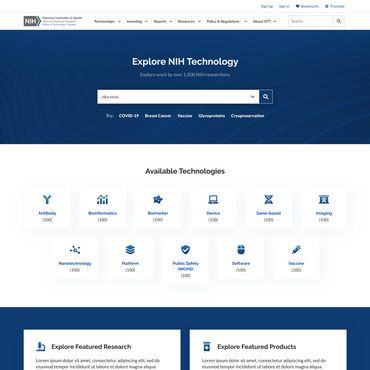 Sign Up Sign In Bookmarks Translate
NIH National Institutes of Health
Office of Intramural Research
Office of Technology Transfer
Partnerships Investing Reports Resources Policy & Regulations About OTT Search...
Explore NIH Technology
Explore work by over 1,500 NIH researchers.
zika virus
Try: COVID-19 Breast Cancer Vaccine Glycoproteins Cryopreservation
Available Technologies
Antibody Bioinformatics Biomarker Device Gene-based Imaging
(100) (100) (100) (100) (100) (100)
Nanotechnology Platform Public Safety (NIOHS) Software Vaccine
(100) (100) (100) (100) (100)
Explore Featured Research Explore Featured Products
Lorem ipsum dolor sit amet, consectetur adipiscing elit, sed do Lorem ipsum dolor sit amet, consectetur adipiscing elit, sed do
eiusmod tempor incididunt ut labore et dolore magna aliqua. eiusmod tempor incididunt ut labore et dolore magna aliqua.